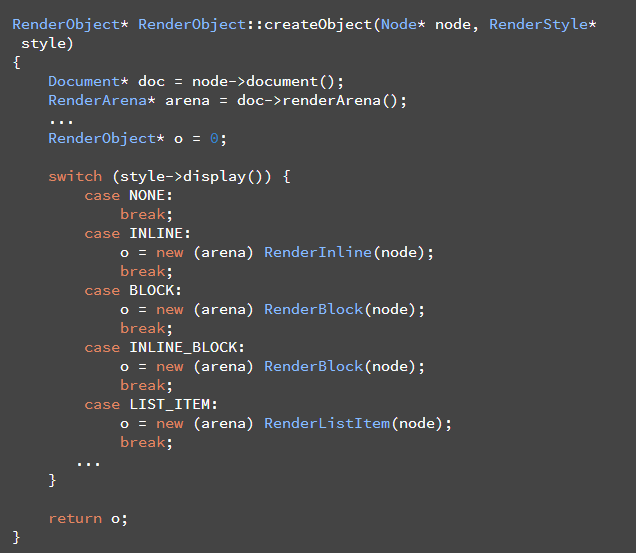 RenderObject* RenderObject::createObject(Node* node, RenderStyle*
 style)
{
    Document* doc = node->document();
    RenderArena* arena = doc->renderArena();
    ...
    RenderObject* o = 0;

    switch (style->display()) {
        case NONE:
            break;
        case INLINE:
            o = new (arena) RenderInline(node);
            break;
        case BLOCK:
            o = new (arena) RenderBlock(node);
            break;
        case INLINE_BLOCK:
            o = new (arena) RenderBlock(node);
            break;
        case LIST_ITEM:
            o = new (arena) RenderListItem(node);
            break;
       ...
    }

    return o;
}